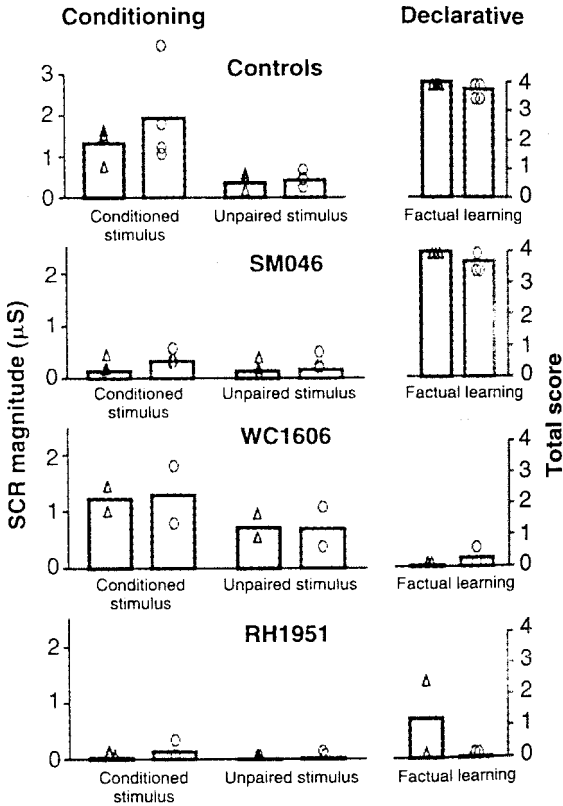 Conditioning
Declarative
Controls
3
2
1
0
Conditioned
stimulus
Unpaired stimulus
4
3
2
1
0
Factual learning
SM046
2
1
0
Conditioned
stimulus
Unpaired stimulus
4
3
2
1
0
Factual learning
SCR magnitude (μS)
Total score
WC1606
2
1
0
Conditioned
stimulus
Unpaired stimulus
4
3
2
1
0
Factual learning
RH1951
2
1
0
Conditioned
stimulus
Unpaired stimulus
4
3
2
1
0
Factual learning